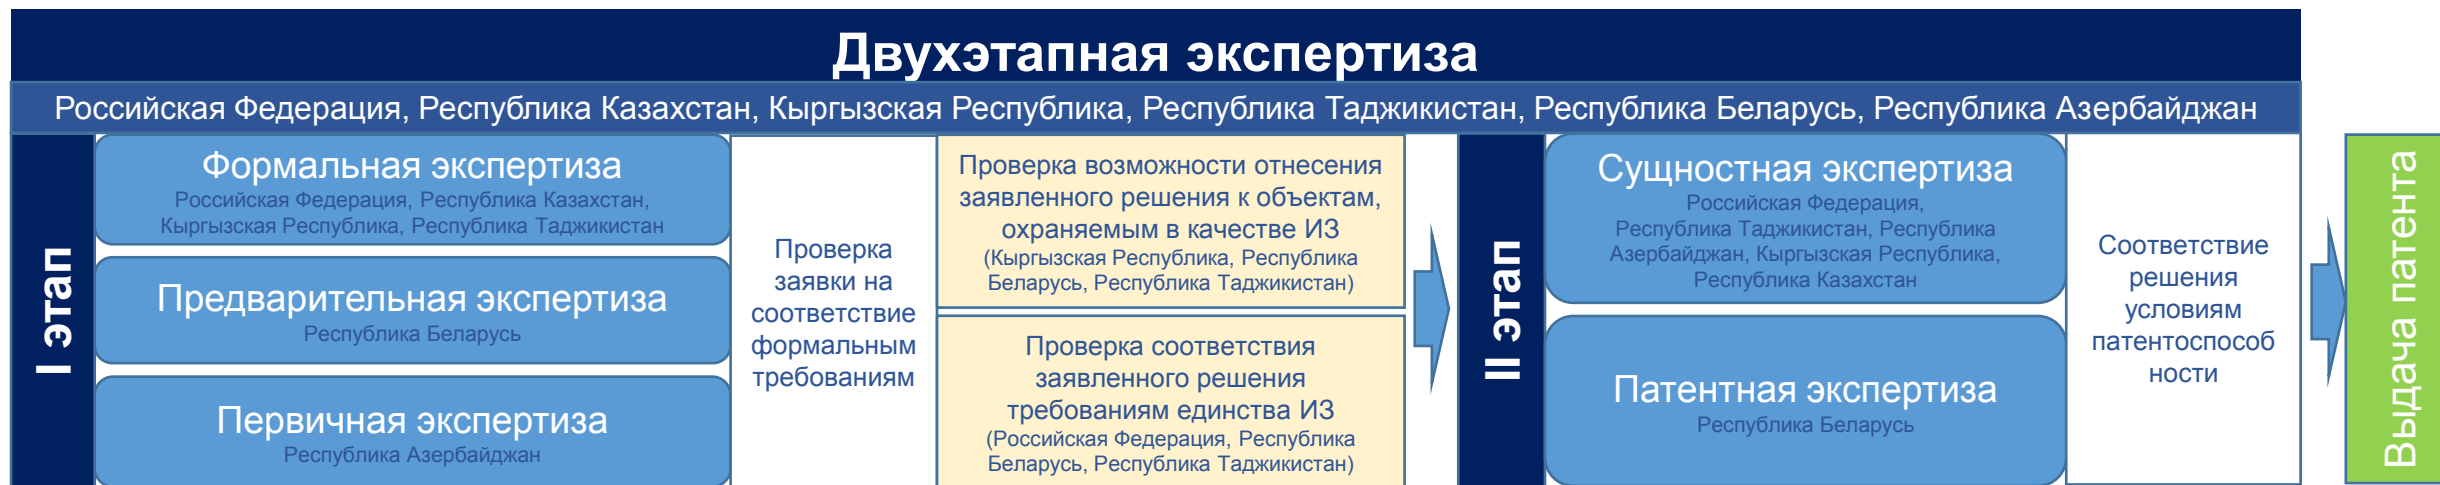 Двухэтапная экспертиза
Российская Федерация, Республика Казахстан, Кыргызская Республика, Республика Таджикистан, Республика Беларусь, Республика Азербайджан
I этап
Формальная экспертиза
Российская Федерация, Республика Казахстан,
Кыргызская Республика, Республика Таджикистан
Предварительная экспертиза
Республика Беларусь
Первичная экспертиза
Республика Азербайджан
Проверка
заявки на
соответствие
формальным
требованиям
Проверка возможности отнесения
заявленного решения к объектам,
охраняемым в качестве ИЗ
(Кыргызская Республика, Республика
Беларусь, Республика Таджикистан)
Проверка соответствия
заявленного решения
требованиям единства ИЗ
(Российская Федерация, Республика
Беларусь, Республика Таджикистан)
II этап
Сущностная экспертиза
Российская Федерация,
Республика Таджикистан, Республика
Азербайджан, Кыргызская Республика,
Республика Казахстан
Патентная экспертиза
Республика Беларусь
Соответствие
решения
условиям
патентоспособ
ности
Выдача патента